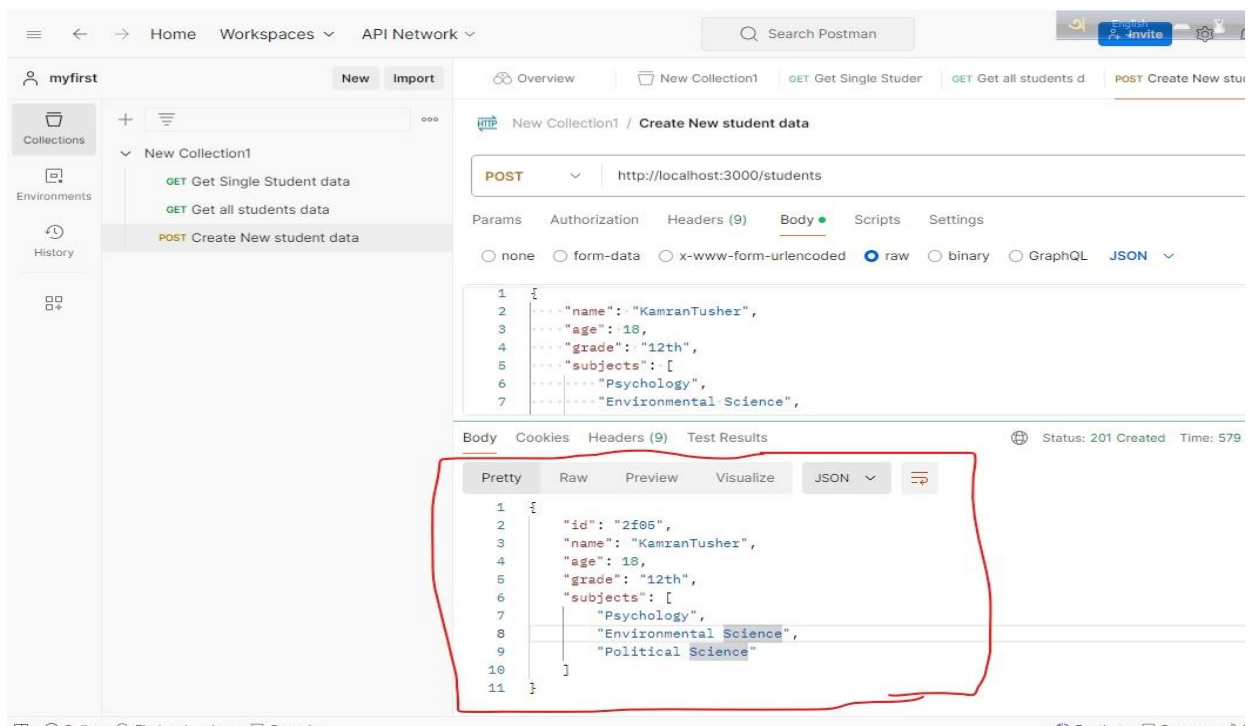 Home Workspaces API Network Search Postman English Invite
myfirst New Import Overview New Collection1 GET Get Single Studer GET Get all students d POST Create New stud
Collections
Environments
History
New Collection1
GET Get Single Student data
GET Get all students data
POST Create New student data
HTTP New Collection1 / Create New student data
POST http://localhost:3000/students
Params Authorization Headers (9) Body Scripts Settings
none form-data x-www-form-urlencoded raw binary GraphQL JSON
1 {
2 "name": "KamranTusher",
3 "age": 18,
4 "grade": "12th",
5 "subjects": [
6 "Psychology",
7 "Environmental Science",
Body Cookies Headers (9) Test Results Status: 201 Created Time: 579
Pretty Raw Preview Visualize JSON
1 {
2 "id": "2f05",
3 "name": "KamranTusher",
4 "age": 18,
5 "grade": "12th",
6 "subjects": [
7 "Psychology",
8 "Environmental Science",
9 "Political Science"
10 ]
11 }